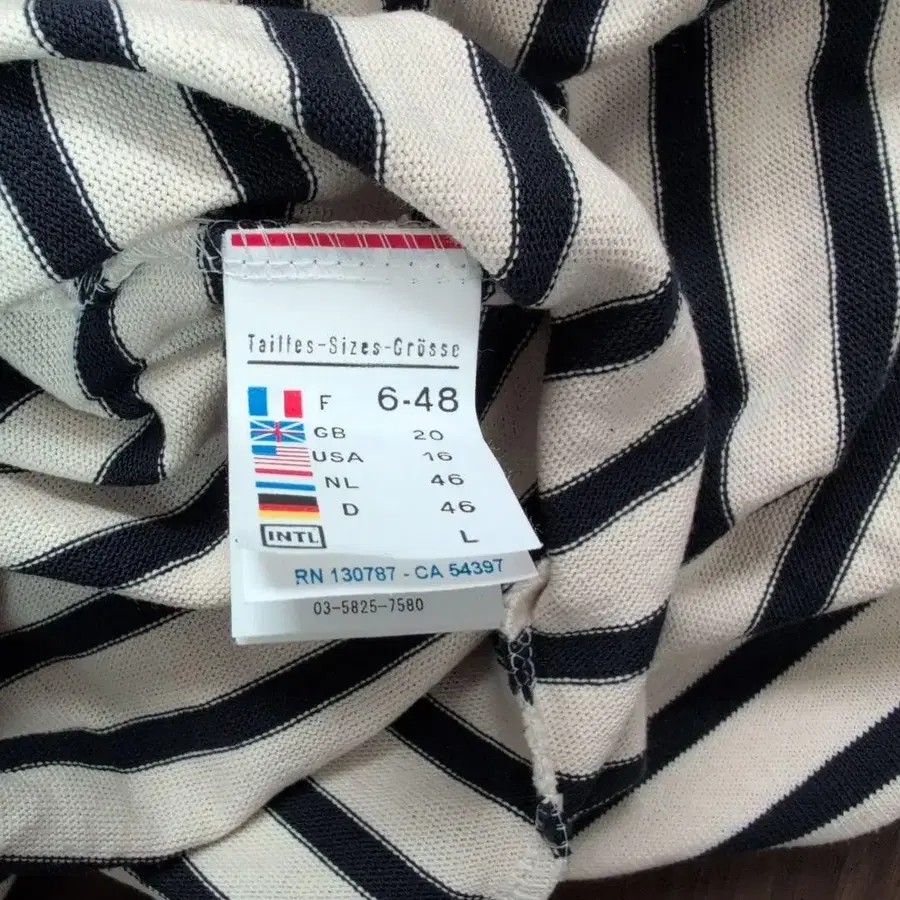 Tailles-Sizes-Grösse
F 6-48
GB 20
USA 16
NL 46
D 46
INTL L
RN 130787 - CA 54397
03-5825-7580